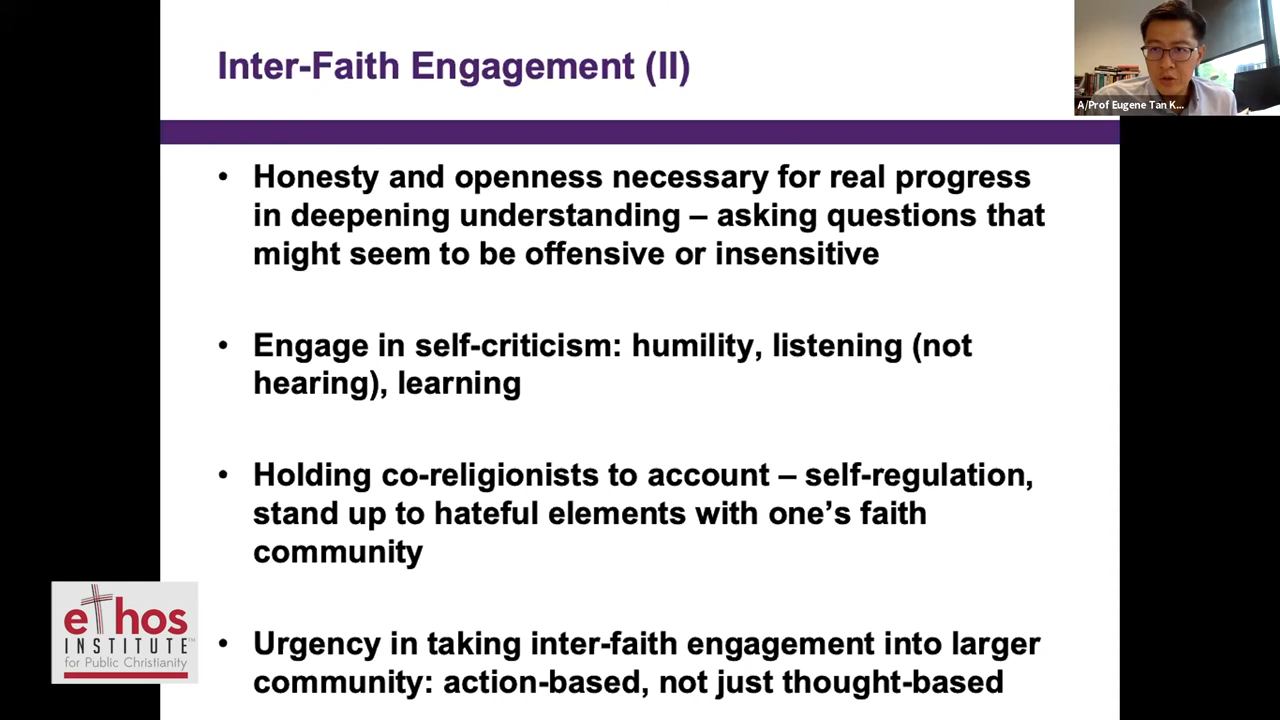 Inter-Faith Engagement (II)
A/Prof Eugene Tan K...
• Honesty and openness necessary for real progress
in deepening understanding – asking questions that
might seem to be offensive or insensitive
• Engage in self-criticism: humility, listening (not
hearing), learning
• Holding co-religionists to account – self-regulation,
stand up to hateful elements with one’s faith
community
• Urgency in taking inter-faith engagement into larger
community: action-based, not just thought-based
ethos
INSTITUTE™
for Public Christianity